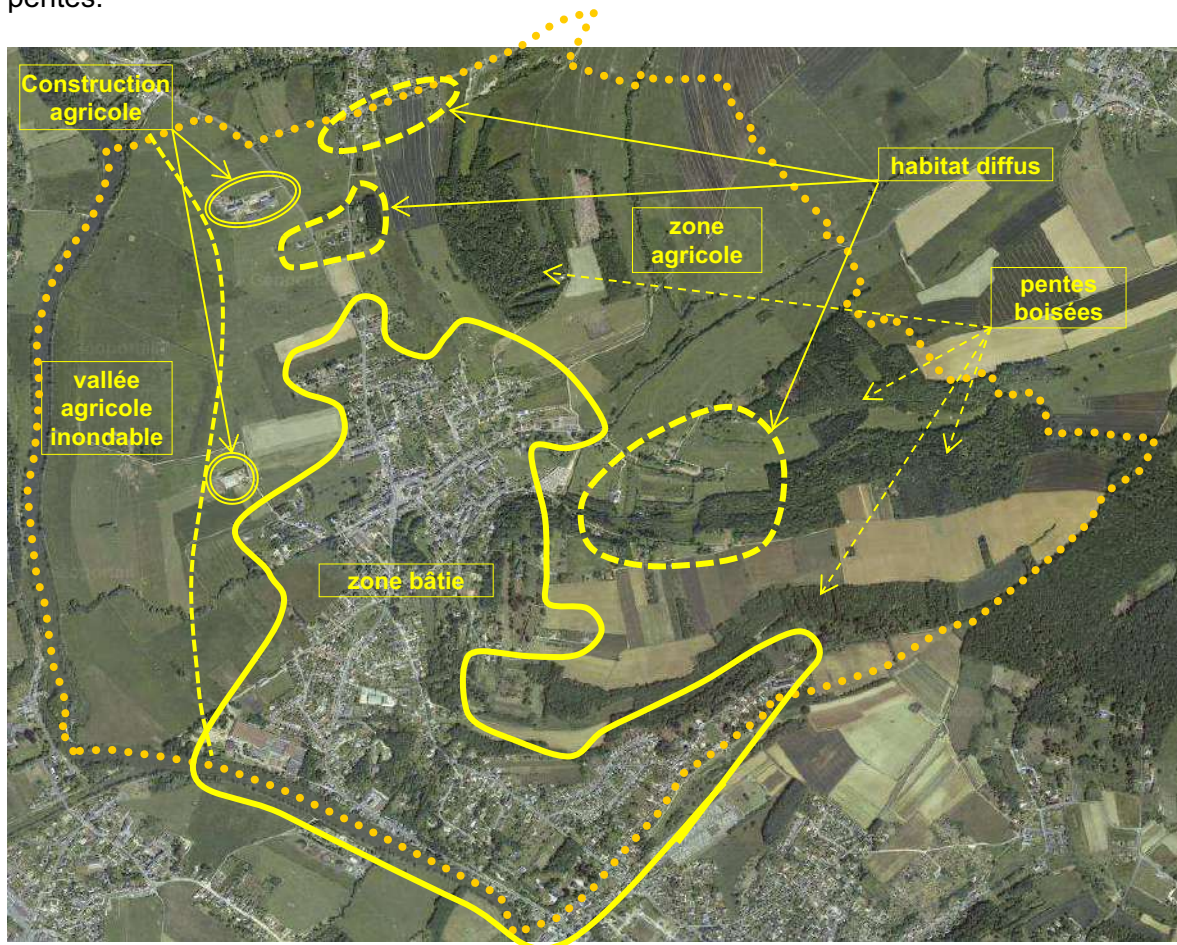 pentes.
Construction
agricole
habitat diffus
zone
agricole
pentes
boisées
vallée
agricole
inondable
zone bâtie